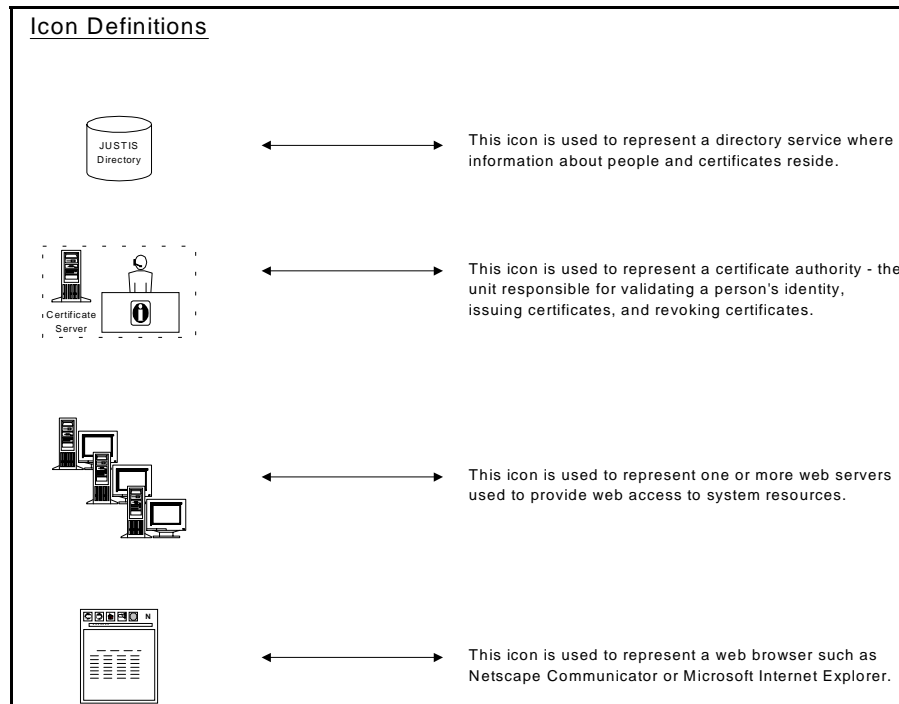 Icon Definitions
JUSTIS
Directory
This icon is used to represent a directory service where
information about people and certificates reside.
Certificate
Server
i
This icon is used to represent a certificate authority - the
unit responsible for validating a person's identity,
issuing certificates, and revoking certificates.
This icon is used to represent one or more web servers
used to provide web access to system resources.
N
This icon is used to represent a web browser such as
Netscape Communicator or Microsoft Internet Explorer.